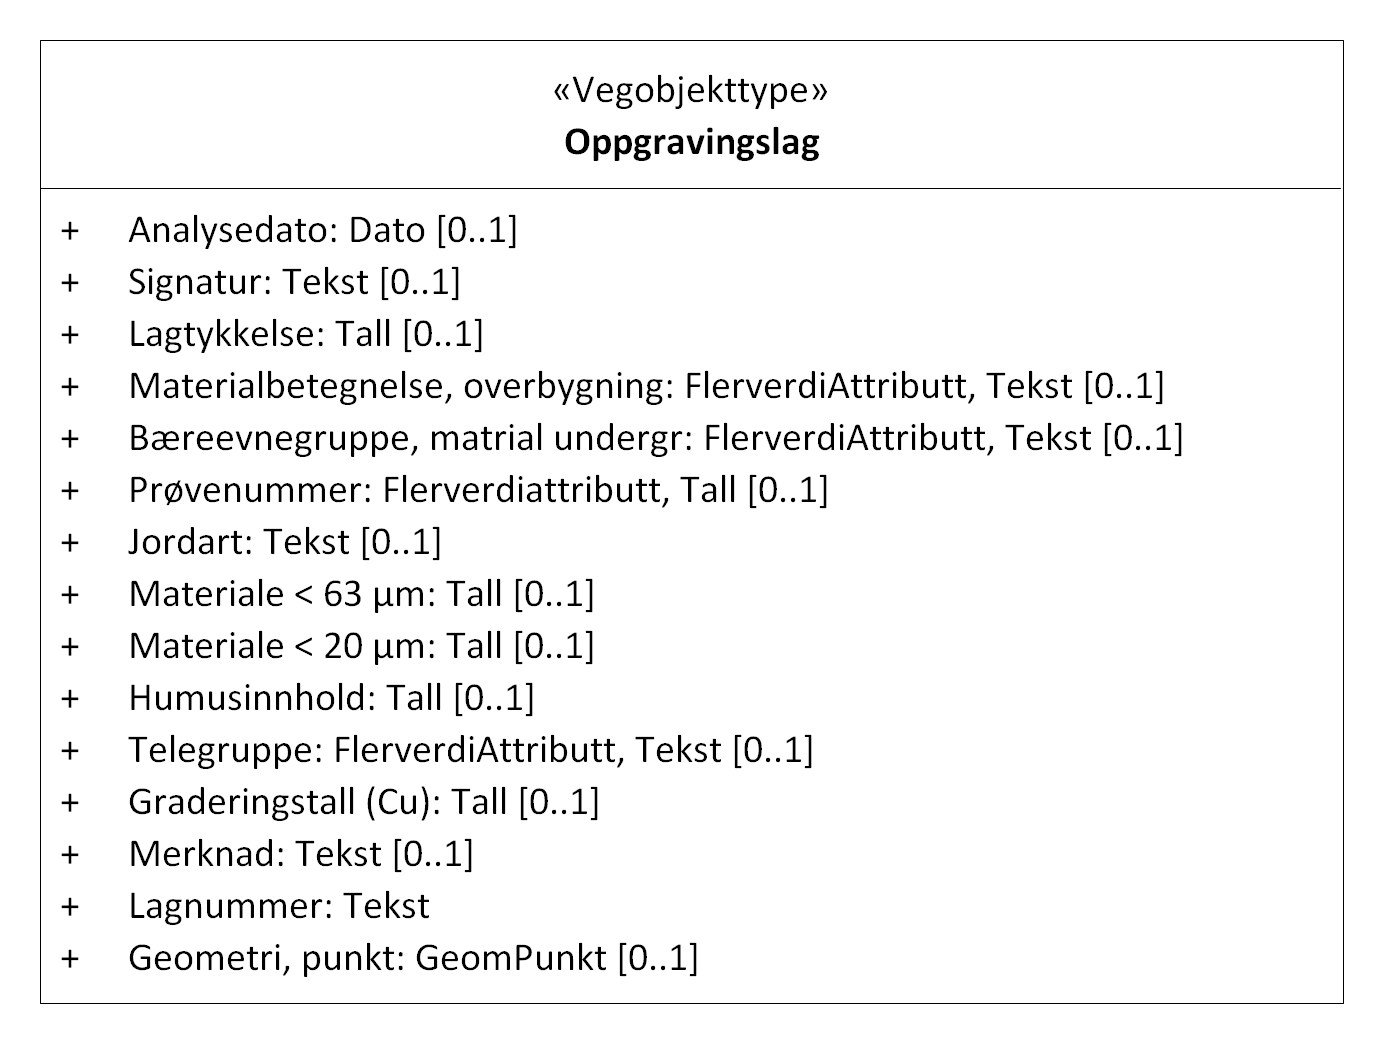 «Vegobjekttype»
Oppgravingslag
+ Analysedato: Dato [0..1]
+ Signatur: Tekst [0..1]
+ Lagtykkelse: Tall [0..1]
+ Materialbetegnelse, overbygning: FlerverdiAttributt, Tekst [0..1]
+ Bæreevnegruppe, matrial undergr: FlerverdiAttributt, Tekst [0..1]
+ Prøvenummer: Flerverdiattributt, Tall [0..1]
+ Jordart: Tekst [0..1]
+ Materiale < 63 µm: Tall [0..1]
+ Materiale < 20 µm: Tall [0..1]
+ Humusinnhold: Tall [0..1]
+ Telegruppe: FlerverdiAttributt, Tekst [0..1]
+ Graderingstall (Cu): Tall [0..1]
+ Merknad: Tekst [0..1]
+ Lagnummer: Tekst
+ Geometri, punkt: GeomPunkt [0..1]